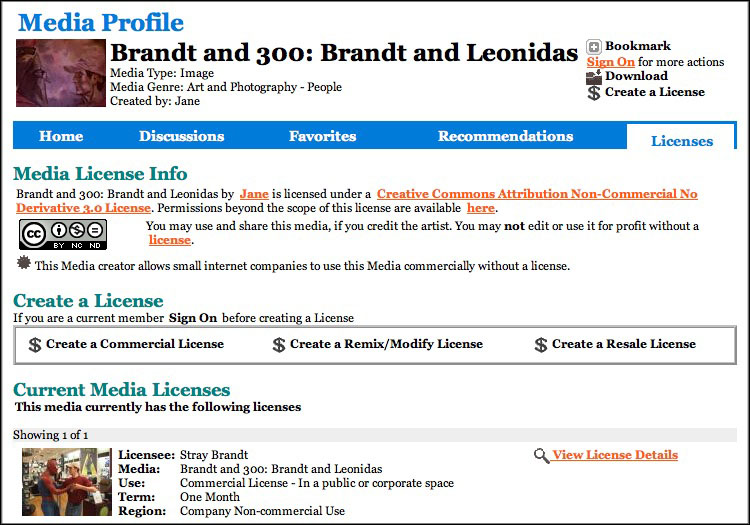 Media Profile
Brandt and 300: Brandt and Leonidas
Media Type: Image
Media Genre: Art and Photography - People
Created by: Jane
Bookmark
Sign On for more actions
Download
$ Create a License
Home Discussions Favorites Recommendations Licenses
Media License Info
Brandt and 300: Brandt and Leonidas by Jane is licensed under a Creative Commons Attribution Non-Commercial No
Derivative 3.0 License. Permissions beyond the scope of this license are available here.
cc $ =
BY NC ND
You may use and share this media, if you credit the artist. You may not edit or use it for profit without a
license.
This Media creator allows small internet companies to use this Media commercially without a license.
Create a License
If you are a current member Sign On before creating a License
$ Create a Commercial License $ Create a Remix/Modify License $ Create a Resale License
Current Media Licenses
This media currently has the following licenses
Showing 1 of 1
Licensee: Stray Brandt
Media: Brandt and 300: Brandt and Leonidas
Use: Commercial License - In a public or corporate space
Term: One Month
Region: Company Non-commercial Use
View License Details